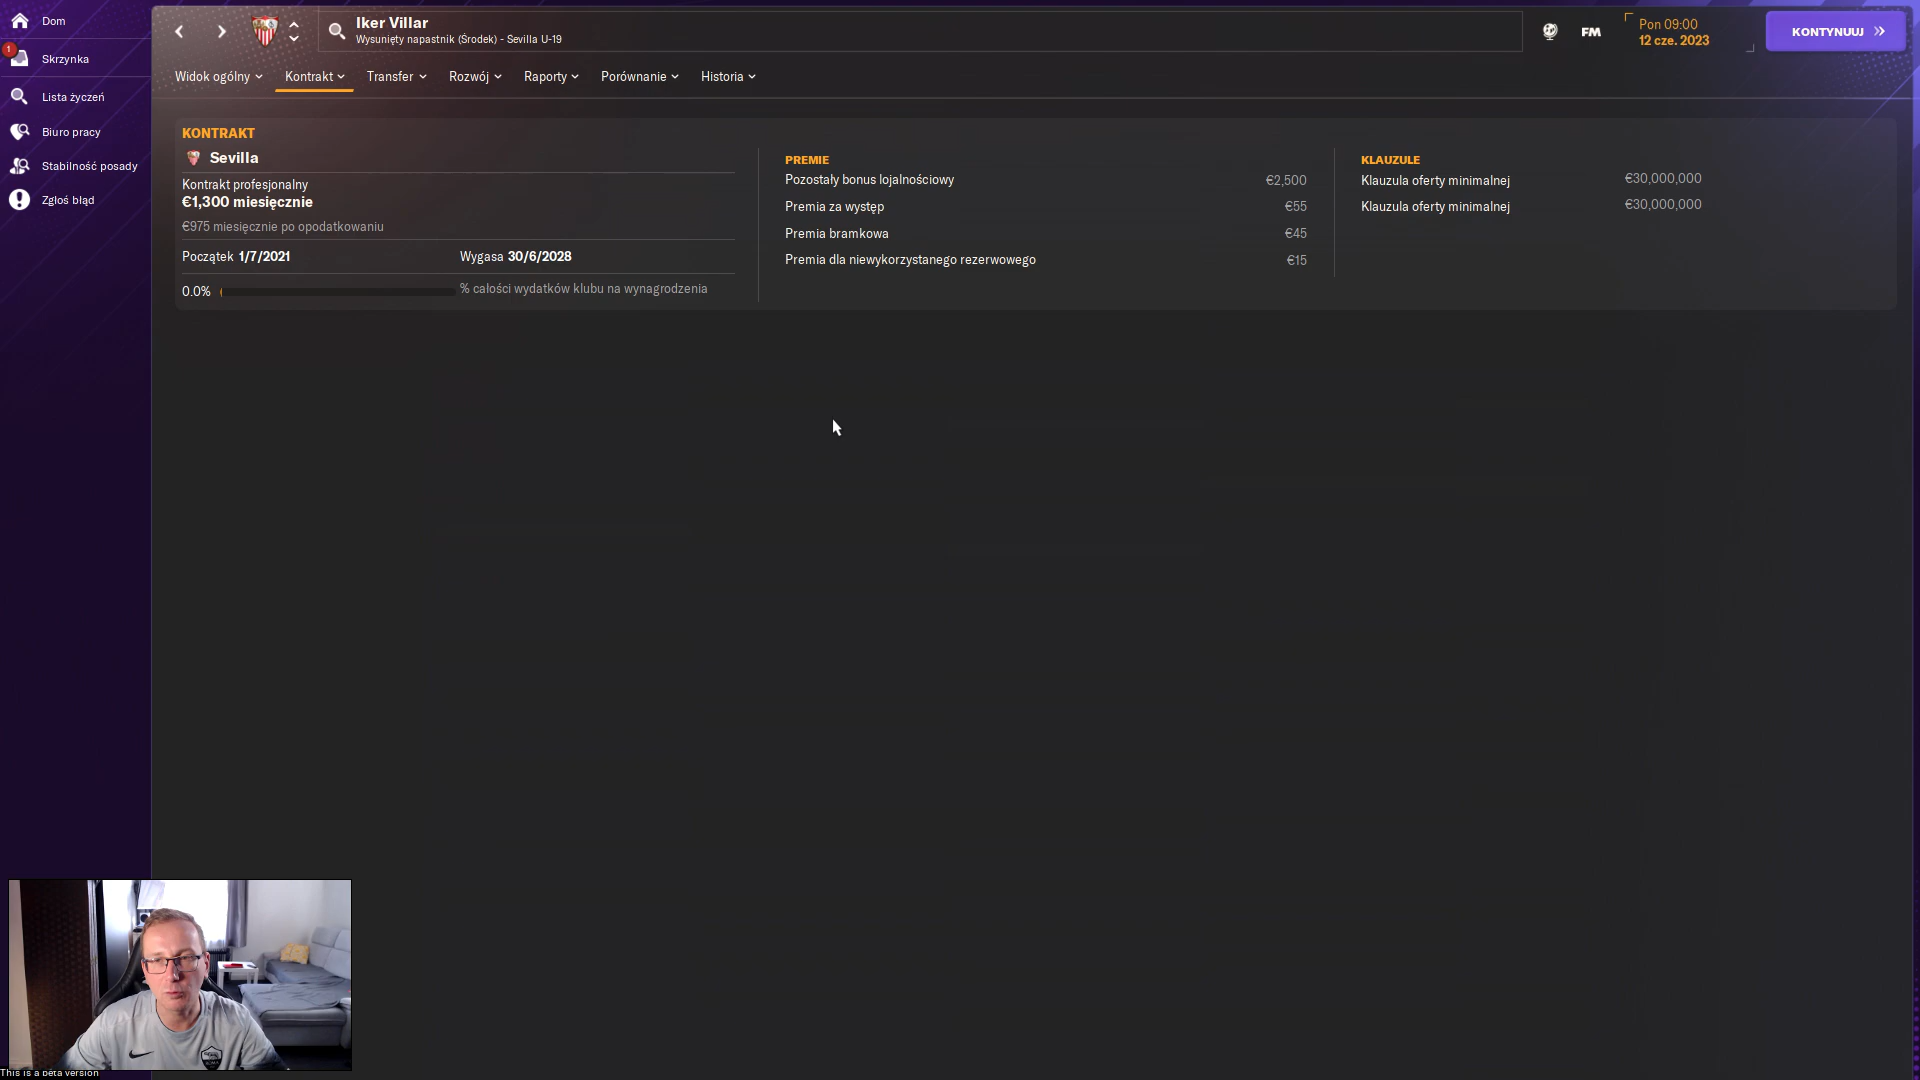 Dom
1
Skrzynka
Lista życzeń
Biuro pracy
Stabilność posady
Zgłoś błąd
Iker Villar
Wysunięty napastnik (Środek) - Sevilla U-19
FM
Pon 09:00
12 cze. 2023
KONTYNUUJ
Widok ogólny
Kontrakt
Transfer
Rozwój
Raporty
Porównanie
Historia
KONTRAKT
Sevilla
Kontrakt profesjonalny
€1,300 miesięcznie
€975 miesięcznie po opodatkowaniu
Początek 1/7/2021
Wygasa 30/6/2028
0.0%
% całości wydatków klubu na wynagrodzenia
PREMIE
Pozostały bonus lojalnościowy €2,500
Premia za występ €55
Premia bramkowa €45
Premia dla niewykorzystanego rezerwowego €15
KLAUZULE
Klauzula oferty minimalnej €30,000,000
Klauzula oferty minimalnej €30,000,000
This is a beta version